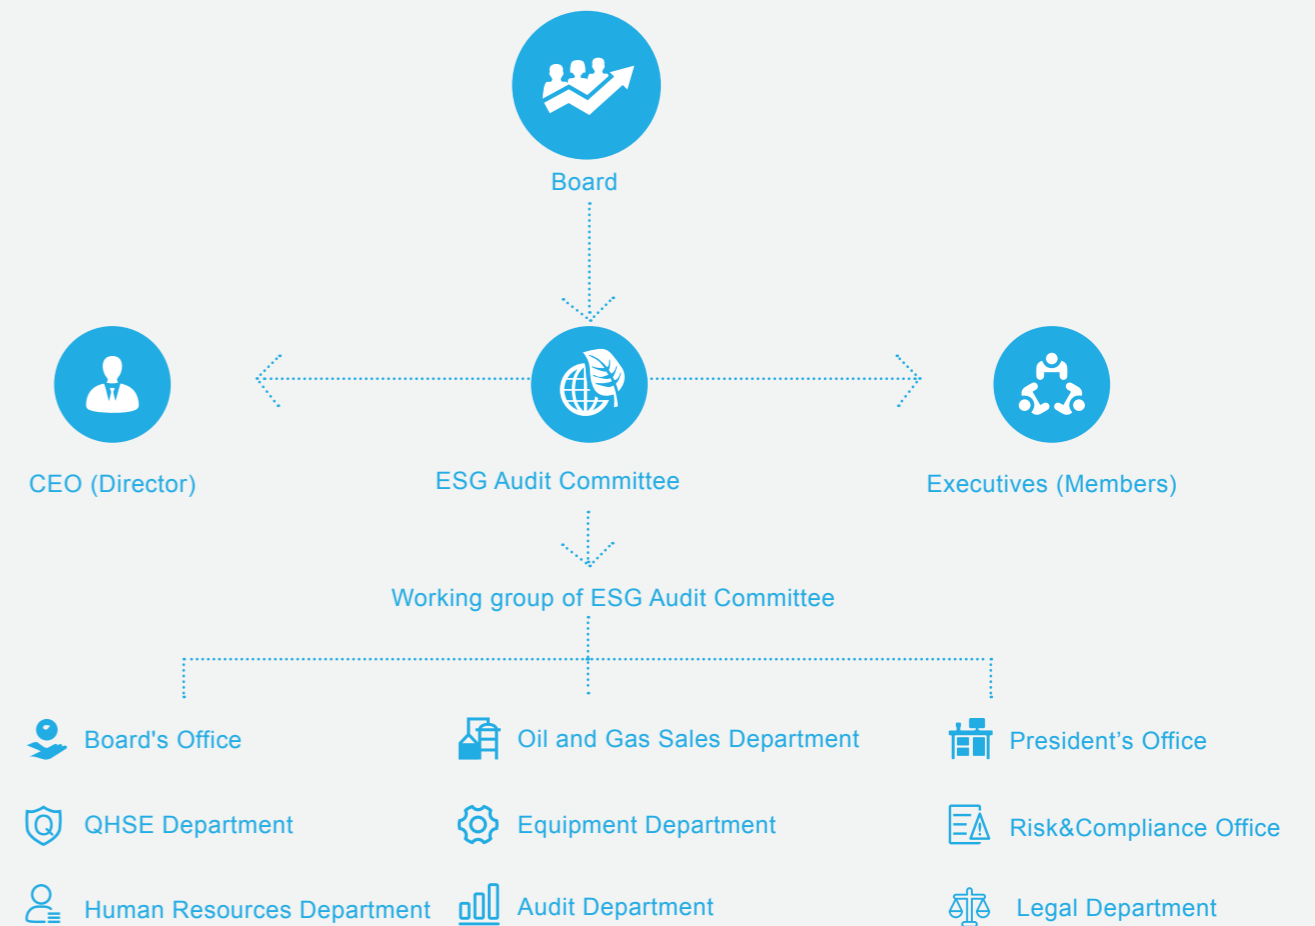 Board
CEO (Director)
ESG Audit Committee
Executives (Members)
Working group of ESG Audit Committee
Board's Office
Oil and Gas Sales Department
President’s Office
QHSE Department
Equipment Department
Risk&Compliance Office
Human Resources Department
Audit Department
Legal Department